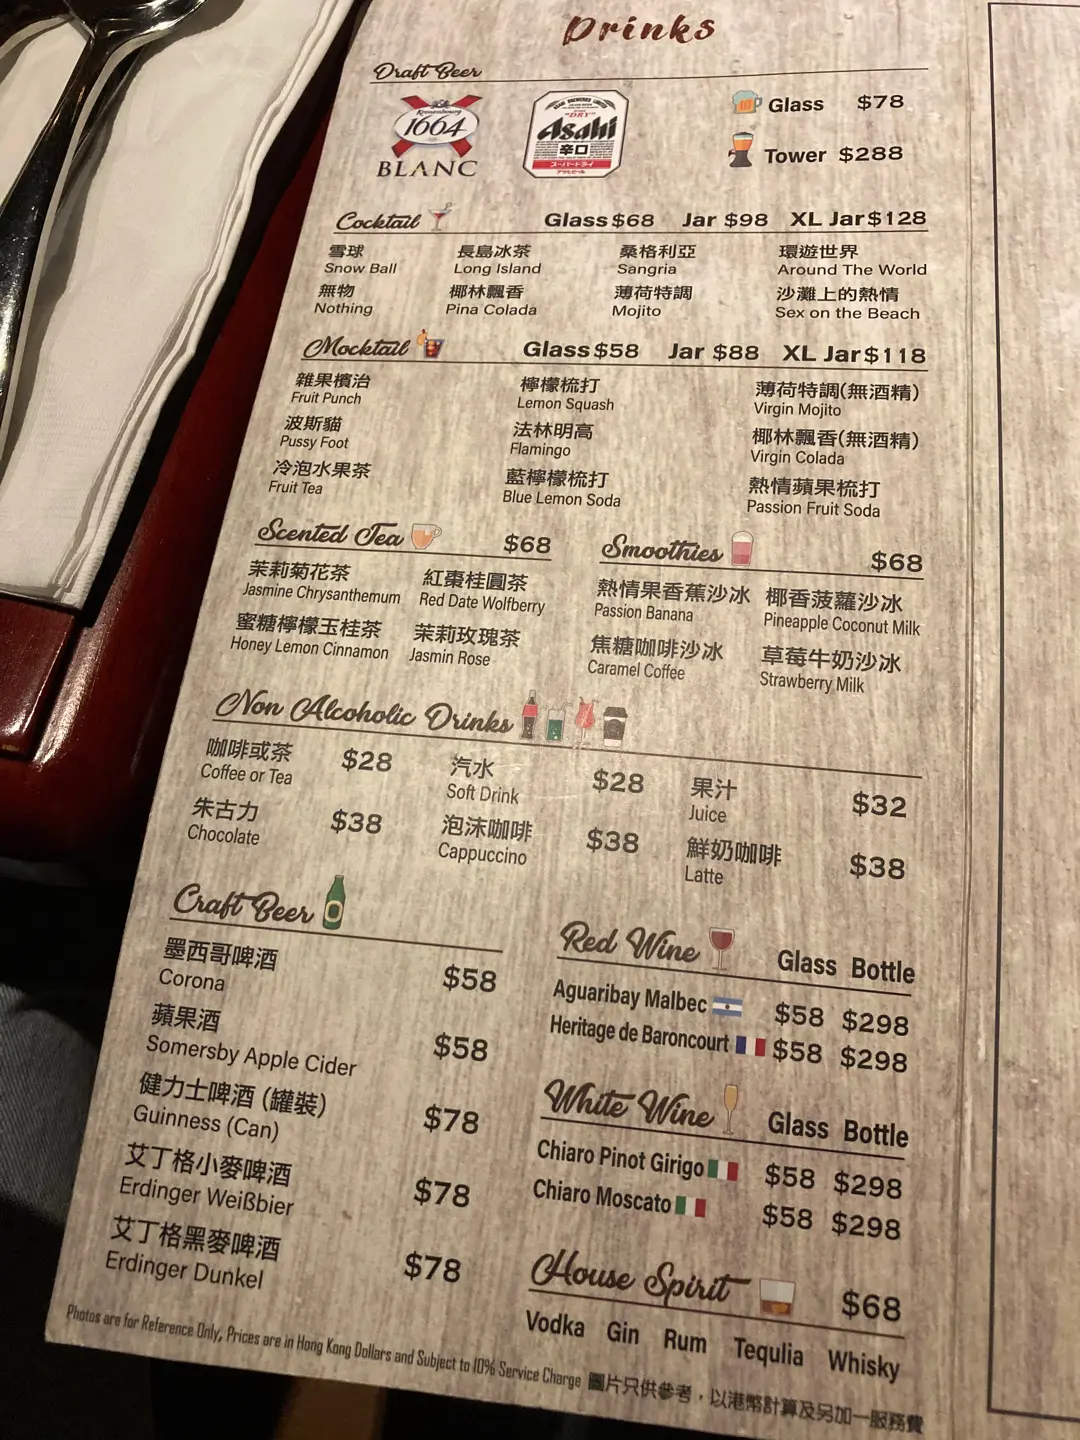 Drinks
Draft Beer
Kronenbourg
1664
BLANC
"DRY"
Asahi
辛口
スーパードライ
アサヒビール
Glass $78
Tower $288
Cocktail Glass $68 Jar $98 XL Jar $128
雪球 長島冰茶 桑格利亞 環遊世界
Snow Ball Long Island Sangria Around The World
無物 椰林飄香 薄荷特調 沙灘上的熱情
Nothing Pina Colada Mojito Sex on the Beach
Mocktail Glass $58 Jar $88 XL Jar $118
雜果檳治 檸檬梳打 薄荷特調(無酒精)
Fruit Punch Lemon Squash Virgin Mojito
波斯貓 法林明高 椰林飄香(無酒精)
Pussy Foot Flamingo Virgin Colada
冷泡水果茶 藍檸檬梳打 熱情蘋果梳打
Fruit Tea Blue Lemon Soda Passion Fruit Soda
Scented Tea $68
茉莉菊花茶 紅棗桂圓茶
Jasmine Chrysanthemum Red Date Wolfberry
蜜糖檸檬玉桂茶 茉莉玫瑰茶
Honey Lemon Cinnamon Jasmin Rose
Smoothies $68
熱情果香蕉沙冰 椰香菠蘿沙冰
Passion Banana Pineapple Coconut Milk
焦糖咖啡沙冰 草莓牛奶沙冰
Caramel Coffee Strawberry Milk
Non Alcoholic Drinks
咖啡或茶 $28 汽水 $28 果汁 $32
Coffee or Tea Soft Drink Juice
朱古力 $38 泡沫咖啡 $38 鮮奶咖啡 $38
Chocolate Cappuccino Latte
Craft Beer
墨西哥啤酒 $58
Corona
蘋果酒 $58
Somersby Apple Cider
健力士啤酒 (罐裝) $78
Guinness (Can)
艾丁格小麥啤酒 $78
Erdinger Weißbier
艾丁格黑麥啤酒 $78
Erdinger Dunkel
Red Wine Glass Bottle
Aguaribay Malbec $58 $298
Heritage de Baroncourt $58 $298
White Wine Glass Bottle
Chiaro Pinot Girigo $58 $298
Chiaro Moscato $58 $298
House Spirit $68
Vodka Gin Rum Tequlia Whisky
Photos are for Reference Only, Prices are in Hong Kong Dollars and Subject to 10% Service Charge 圖片只供參考，以港幣計算及另加一服務費